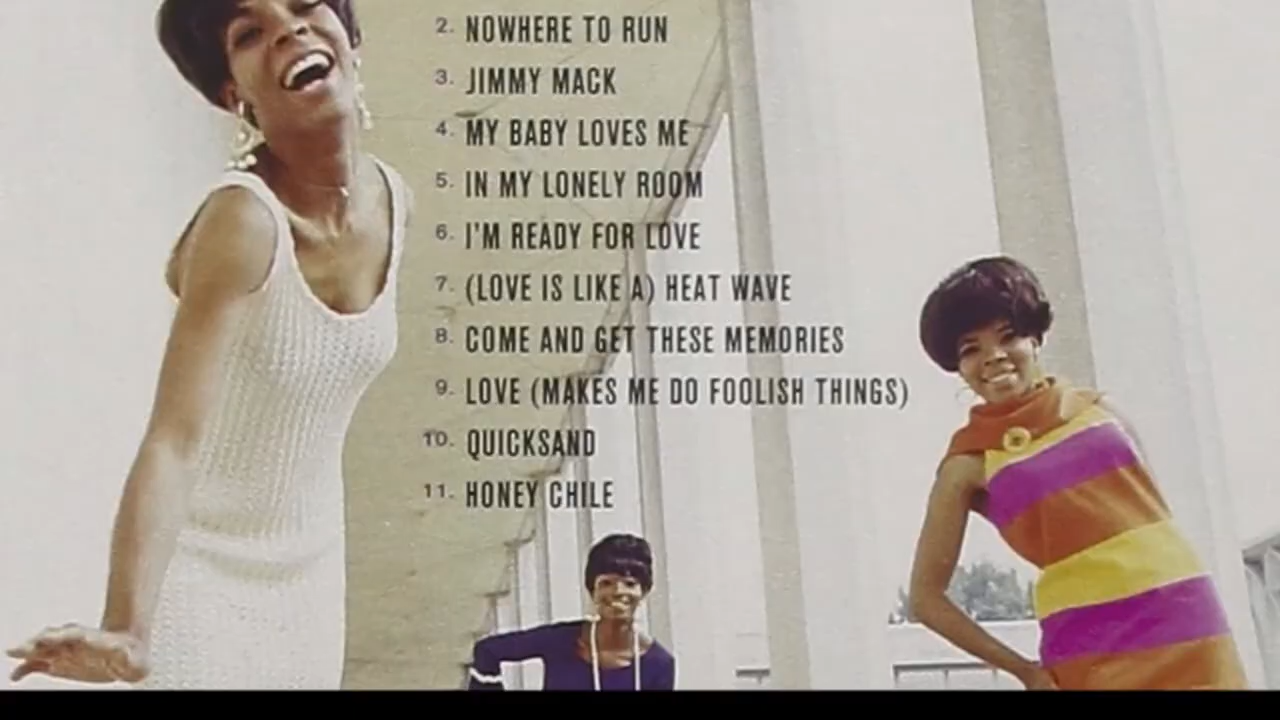 2. NOWHERE TO RUN
3. JIMMY MACK
4. MY BABY LOVES ME
5. IN MY LONELY ROOM
6. I'M READY FOR LOVE
7. (LOVE IS LIKE A) HEAT WAVE
8. COME AND GET THESE MEMORIES
9. LOVE (MAKES ME DO FOOLISH THINGS)
10. QUICKSAND
11. HONEY CHILE